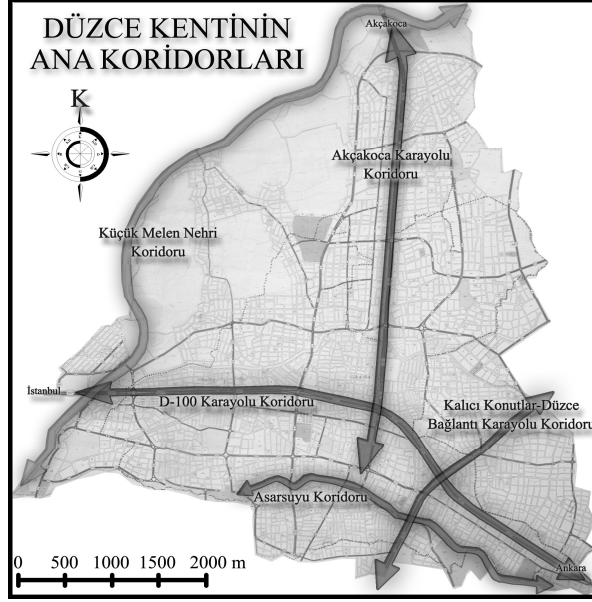 DÜZCE KENTİNİN
ANA KORİDORLARI
K
Akçakoca
Akçakoca Karayolu
Koridoru
Küçük Melen Nehri
Koridoru
İstanbul
D-100 Karayolu Koridoru
Kalıcı Konutlar-Düzce
Bağlantı Karayolu Koridoru
Asarsuyu Koridoru
Ankara
0 500 1000 1500 2000 m